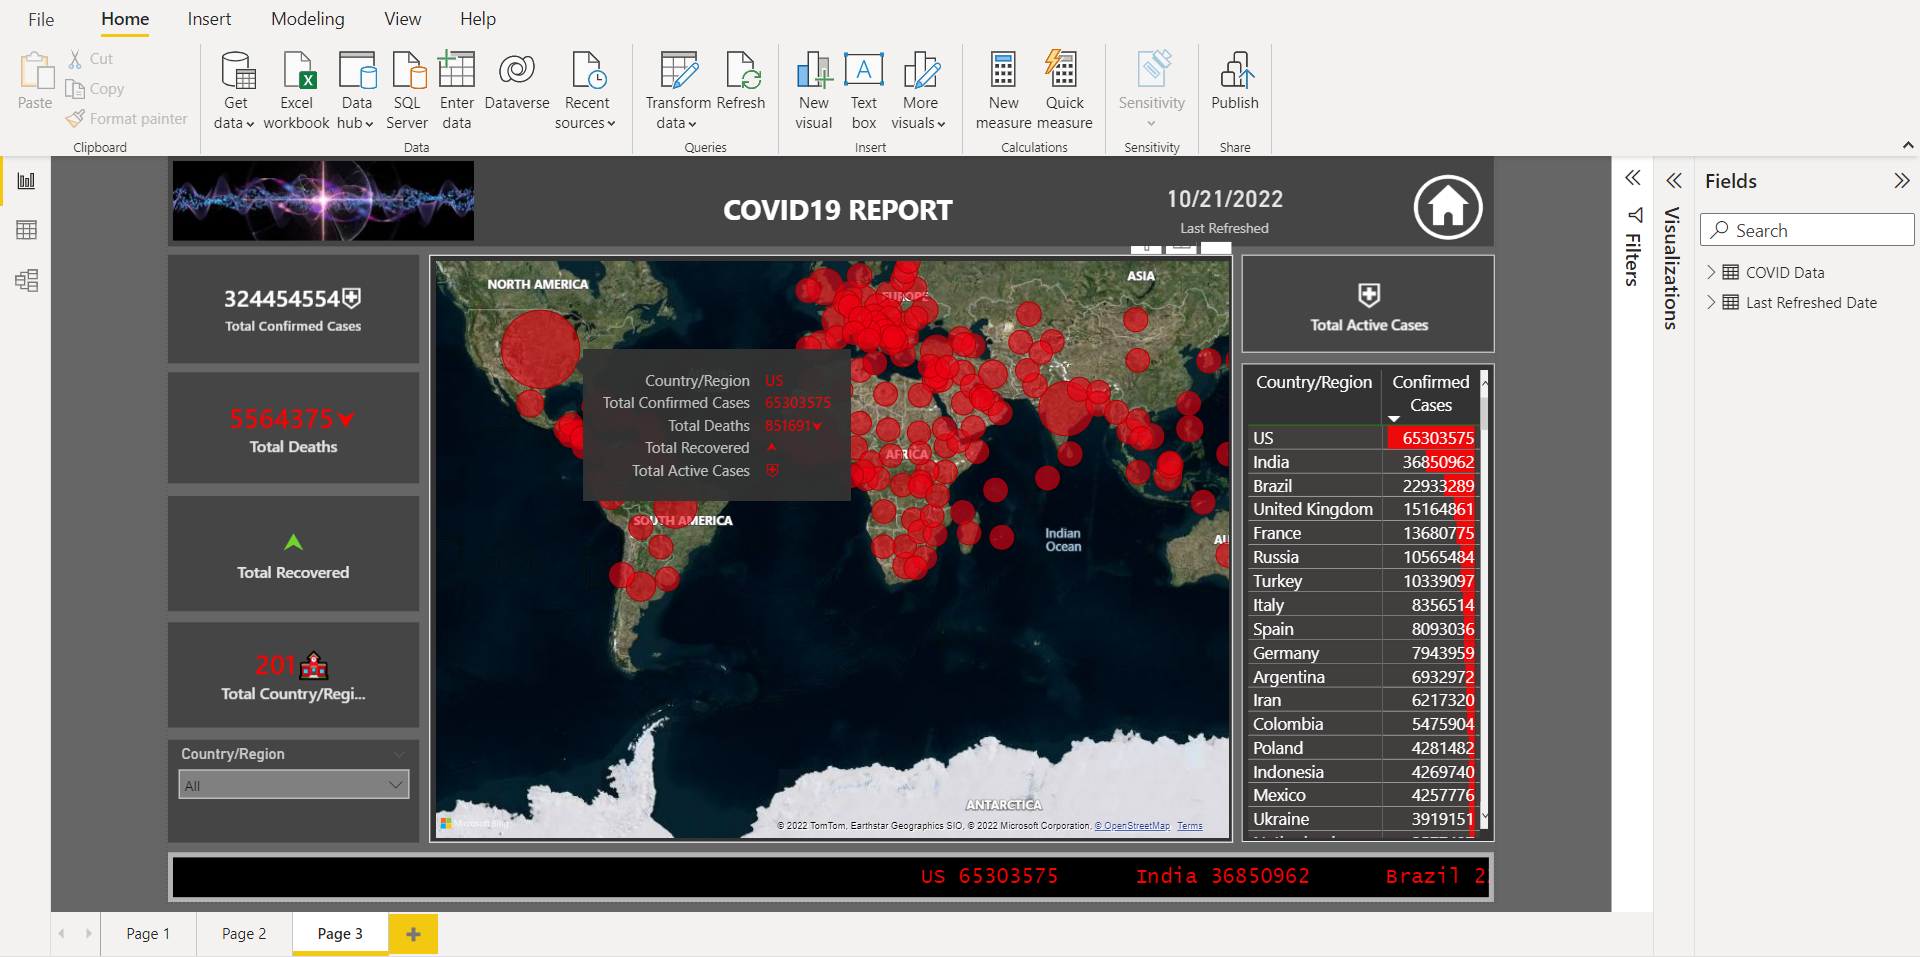 File Home Insert Modeling View Help
Paste
Cut
Copy
Format painter
Clipboard
Get data
Excel workbook
Data hub
SQL Server
Enter data
Dataverse
Recent sources
Data
Transform data
Refresh
Queries
New visual
Text box
More visuals
Insert
New measure
Quick measure
Calculations
Sensitivity
Sensitivity
Publish
Share
COVID19 REPORT
10/21/2022
Last Refreshed
324454554
Total Confirmed Cases
5564375
Total Deaths
Total Recovered
201
Total Country/Regi...
Country/Region
All
NORTH AMERICA
EUROPE
ASIA
AFRICA
SOUTH AMERICA
Indian
Ocean
AU
ANTARCTICA
Country/Region US
Total Confirmed Cases 65303575
Total Deaths 851691
Total Recovered
Total Active Cases
Microsoft Bing
© 2022 TomTom, Earthstar Geographics SIO, © 2022 Microsoft Corporation, © OpenStreetMap Terms
Total Active Cases
Country/Region Confirmed Cases
US 65303575
India 36850962
Brazil 22933289
United Kingdom 15164861
France 13680775
Russia 10565484
Turkey 10339097
Italy 8356514
Spain 8093036
Germany 7943959
Argentina 6932972
Iran 6217320
Colombia 5475904
Poland 4281482
Indonesia 4269740
Mexico 4257776
Ukraine 3919151
US 65303575 India 36850962 Brazil 2
Filters
Visualizations
Fields
Search
COVID Data
Last Refreshed Date
Page 1 Page 2 Page 3